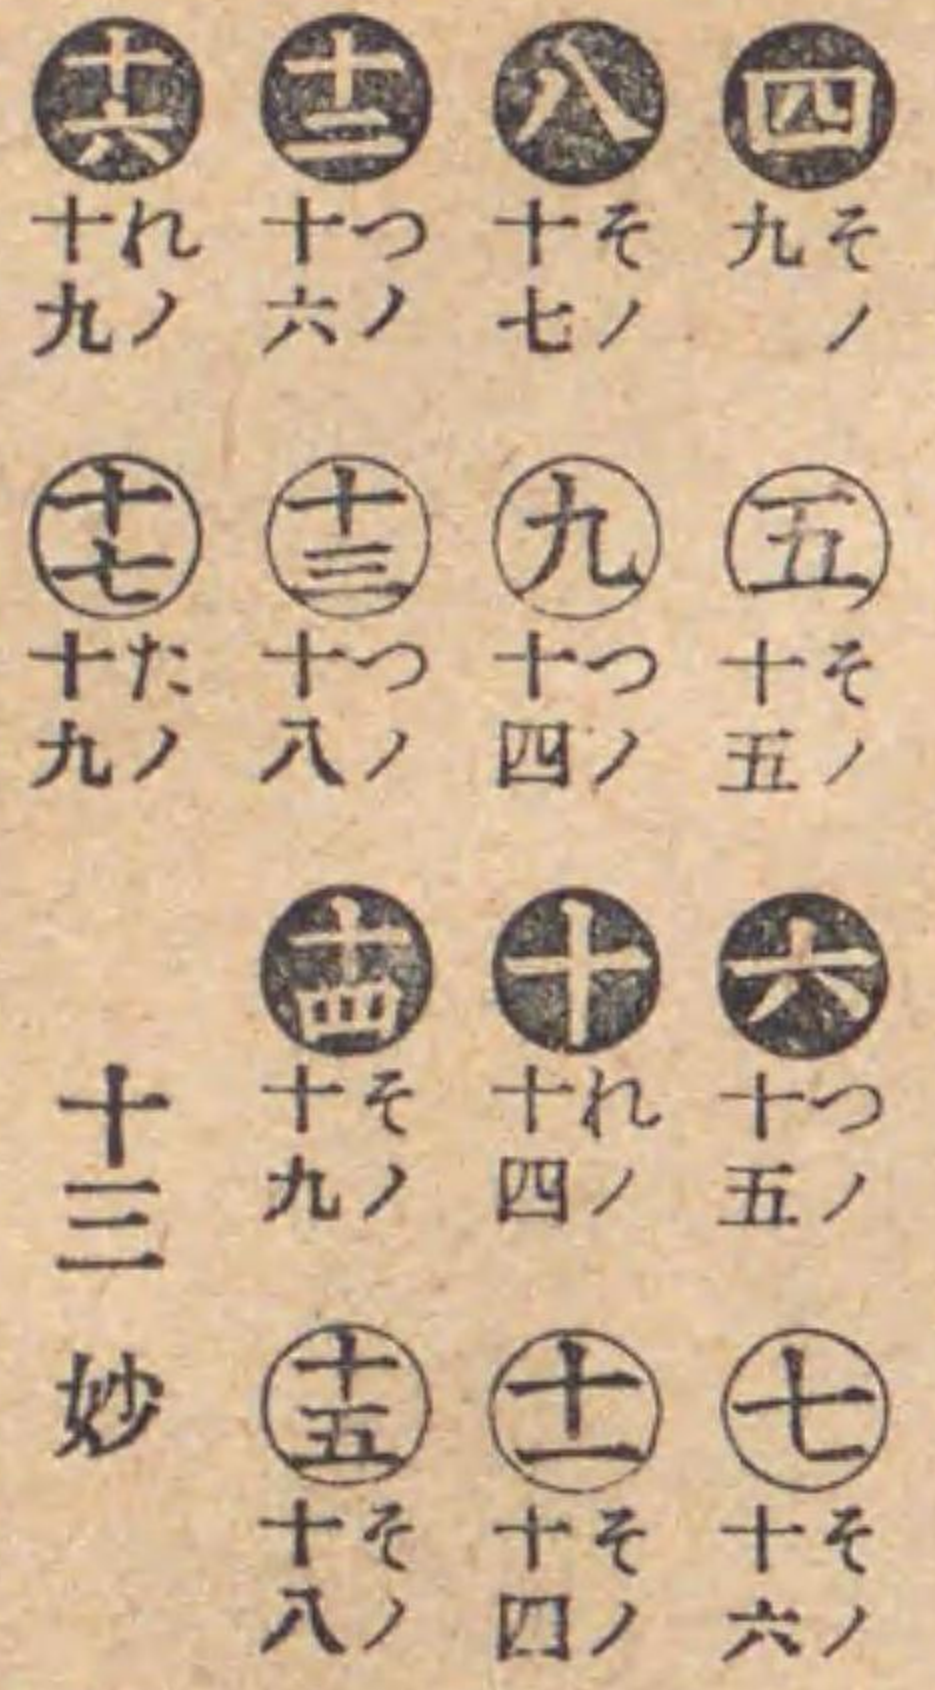 四
そノ
九
五
そノ
十五
六
つノ
十五
七
そノ
十六
八
そノ
十七
九
つノ
十四
十
れノ
十四
十一
そノ
十四
十二
つノ
十六
十三
つノ
十八
十四
そノ
十九
十五
そノ
十八
十六
れノ
十九
十七
たノ
十九
十三妙